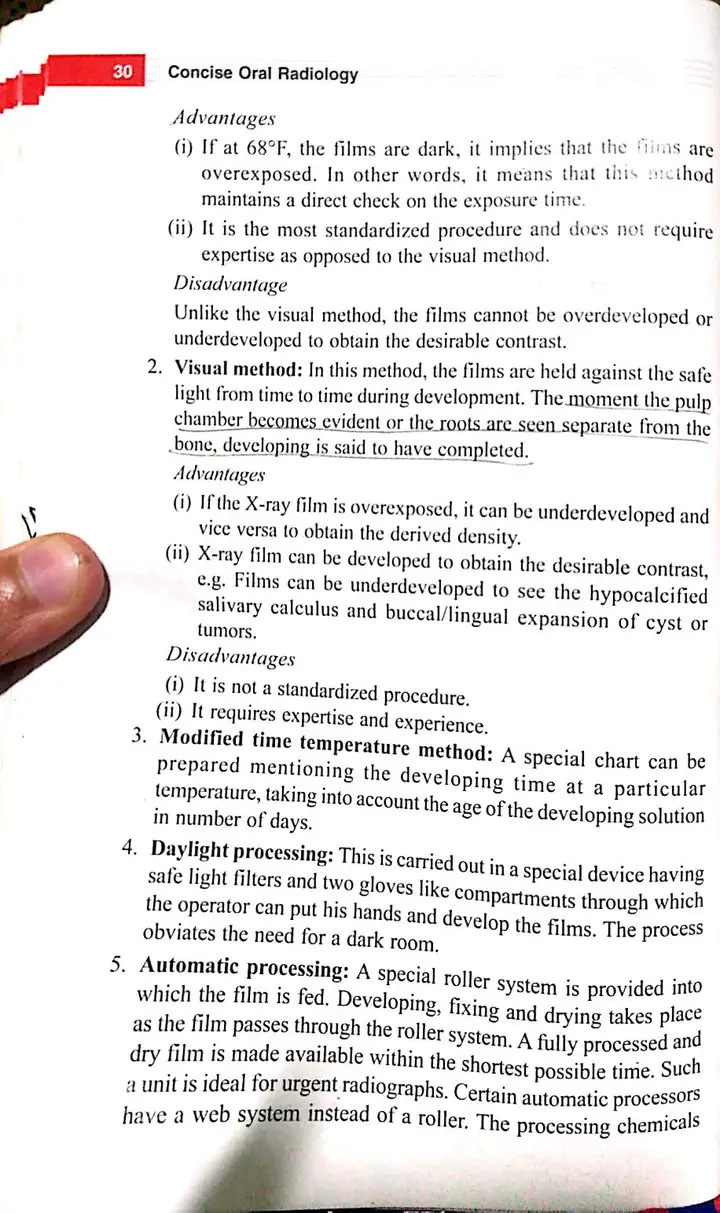 30 Concise Oral Radiology
Advantages
(i) If at 68°F, the films are dark, it implies that the films are
overexposed. In other words, it means that this method
maintains a direct check on the exposure time.
(ii) It is the most standardized procedure and does not require
expertise as opposed to the visual method.
Disadvantage
Unlike the visual method, the films cannot be overdeveloped or
underdeveloped to obtain the desirable contrast.
2. Visual method: In this method, the films are held against the safe
light from time to time during development. The moment the pulp
chamber becomes evident or the roots are seen separate from the
bone, developing is said to have completed.
Advantages
(i) If the X-ray film is overexposed, it can be underdeveloped and
vice versa to obtain the derived density.
(ii) X-ray film can be developed to obtain the desirable contrast,
e.g. Films can be underdeveloped to see the hypocalcified
salivary calculus and buccal/lingual expansion of cyst or
tumors.
Disadvantages
(i) It is not a standardized procedure.
(ii) It requires expertise and experience.
3. Modified time temperature method: A special chart can be
prepared mentioning the developing time at a particular
temperature, taking into account the age of the developing solution
in number of days.
4. Daylight processing: This is carried out in a special device having
safe light filters and two gloves like compartments through which
the operator can put his hands and develop the films. The process
obviates the need for a dark room.
5. Automatic processing: A special roller system is provided into
which the film is fed. Developing, fixing and drying takes place
as the film passes through the roller system. A fully processed and
dry film is made available within the shortest possible time. Such
a unit is ideal for urgent radiographs. Certain automatic processors
have a web system instead of a roller. The processing chemicals